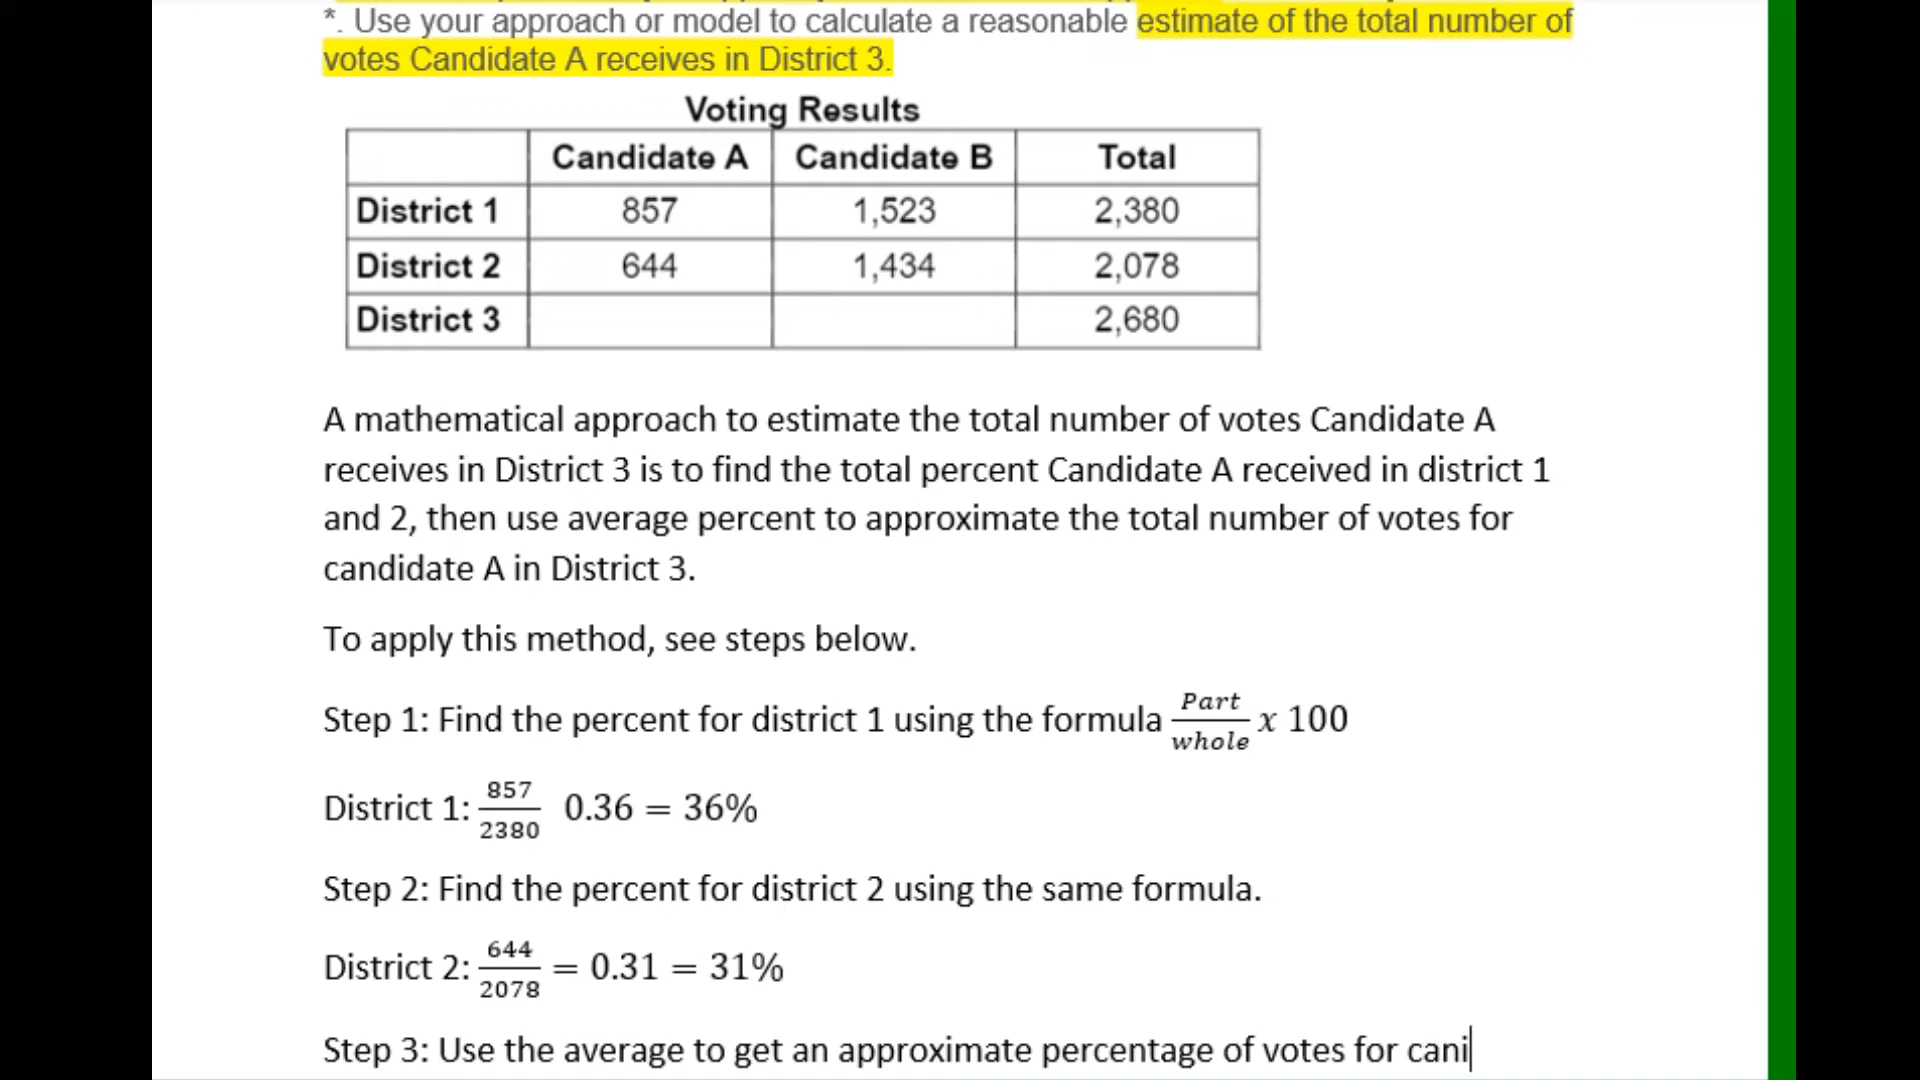 *. Use your approach or model to calculate a reasonable estimate of the total number of
votes Candidate A receives in District 3.
Voting Results
Candidate A Candidate B Total
District 1 857 1,523 2,380
District 2 644 1,434 2,078
District 3 2,680
A mathematical approach to estimate the total number of votes Candidate A
receives in District 3 is to find the total percent Candidate A received in district 1
and 2, then use average percent to approximate the total number of votes for
candidate A in District 3.
To apply this method, see steps below.
Step 1: Find the percent for district 1 using the formula Part/whole x 100
District 1: 857/2380 0.36 = 36%
Step 2: Find the percent for district 2 using the same formula.
District 2: 644/2078 = 0.31 = 31%
Step 3: Use the average to get an approximate percentage of votes for cani